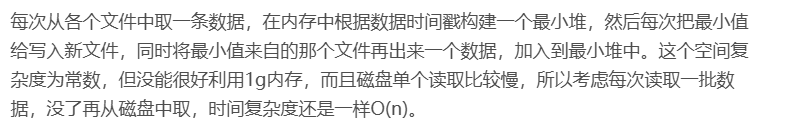 每次从各个文件中取一条数据，在内存中根据数据时间戳构建一个最小堆，然后每次把最小值
给写入新文件，同时将最小值来自的那个文件再出来一个数据，加入到最小堆中。这个空间复
杂度为常数，但没能很好利用1g内存，而且磁盘单个读取比较慢，所以考虑每次读取一批数
据，没了再从磁盘中取，时间复杂度还是一样O(n)。